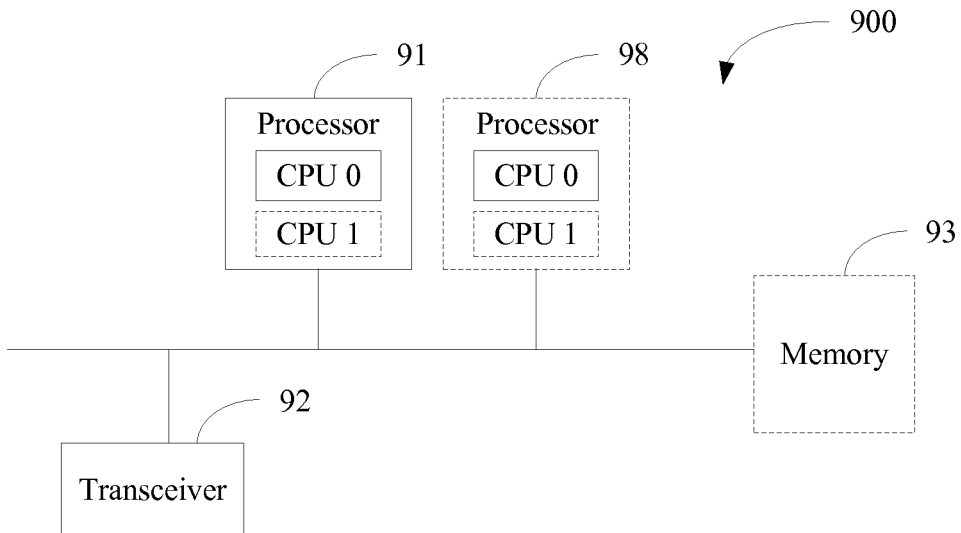 900
91
98
Processor
Processor
CPU 0
CPU 0
CPU 1
CPU 1
93
Memory
92
Transceiver